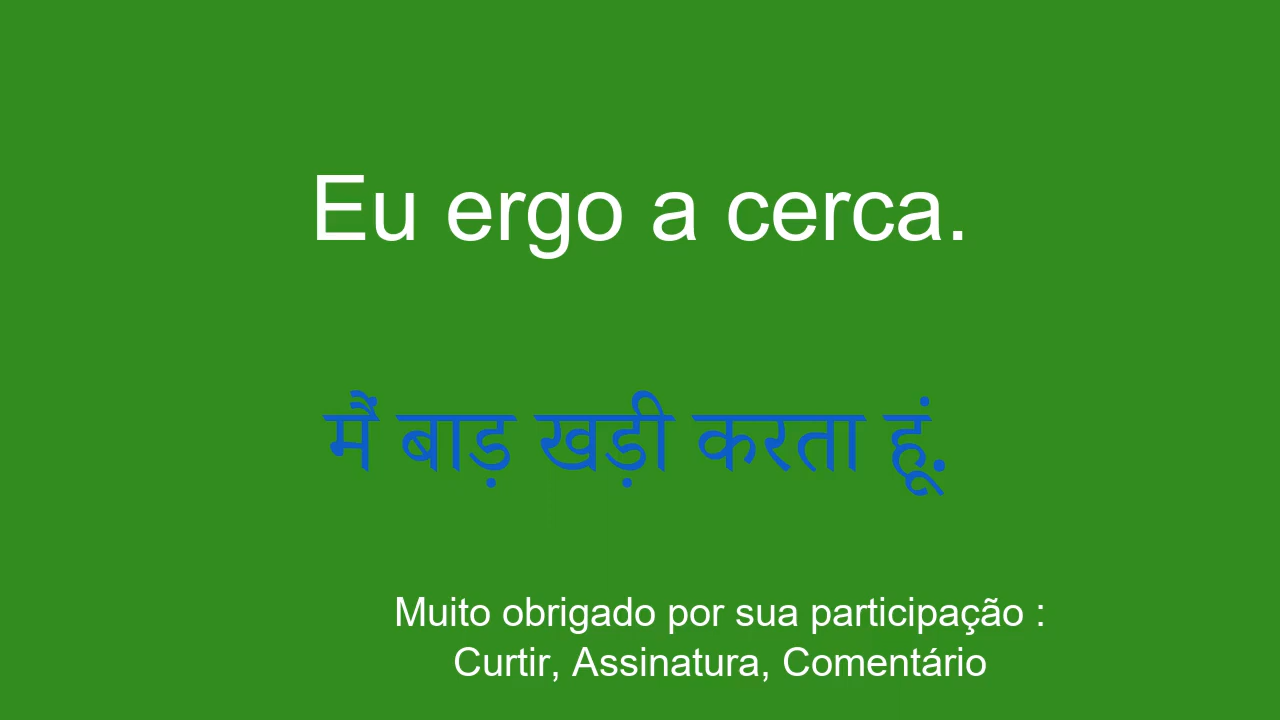 Eu ergo a cerca.
मैं बाड़ खड़ी करता हूं.
Muito obrigado por sua participação :
Curtir, Assinatura, Comentário